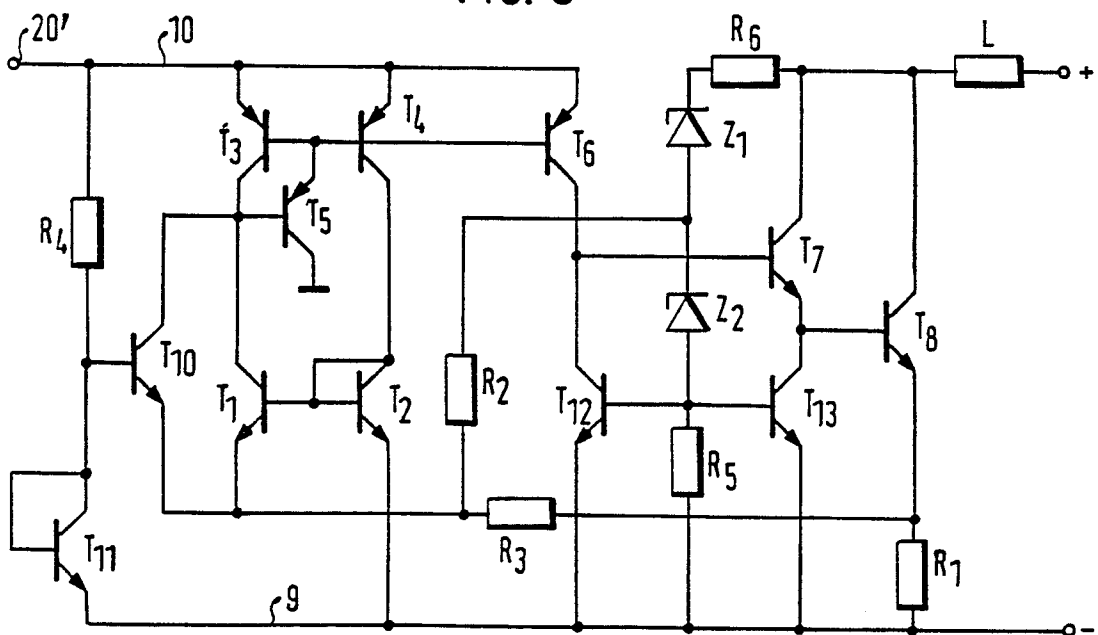 20' 10 R6 L +
T3 T4 T6 Z1
R4 T5 T7
Z2 T8
T10 T1 T2 R2 T12 T13
R5
T11 R3 R1
9 -